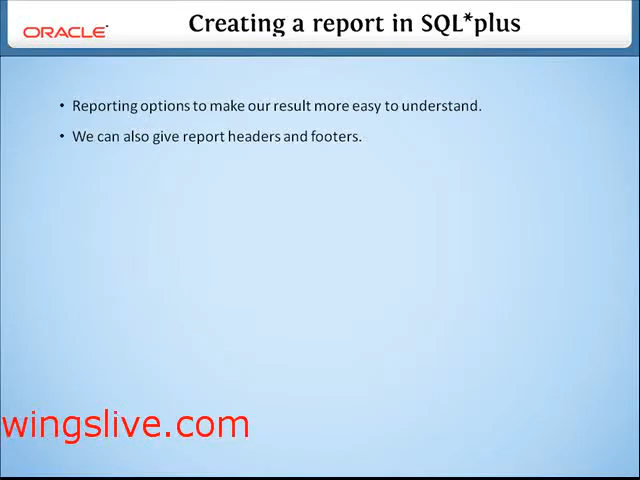 ORACLE
Creating a report in SQL*plus
• Reporting options to make our result more easy to understand.
• We can also give report headers and footers.
wingslive.com